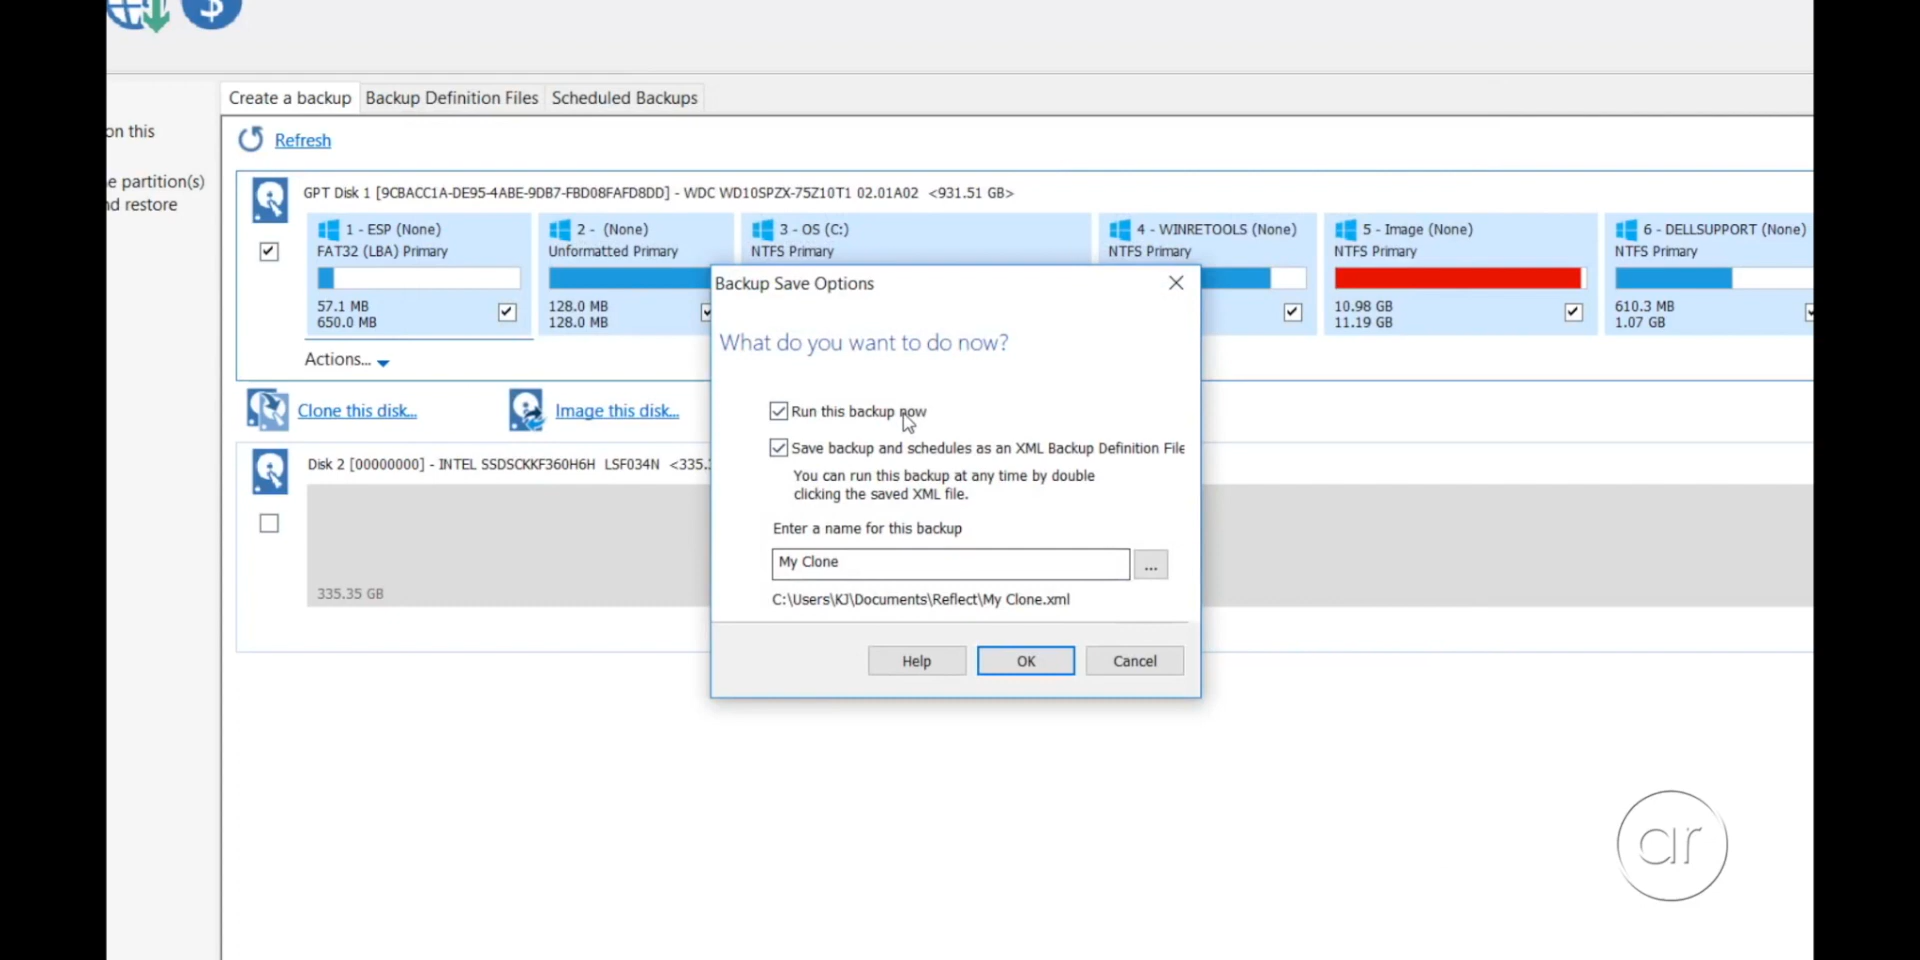 $
Create a backup Backup Definition Files Scheduled Backups
on this
e partition(s)
nd restore
Refresh
GPT Disk 1 [9CBACC1A-DE95-4ABE-9DB7-FBD08FAFD8DD] - WDC WD10SPZX-75Z10T1 02.01A02 <931.51 GB>
1 - ESP (None)
FAT32 (LBA) Primary
57.1 MB
650.0 MB
2 - (None)
Unformatted Primary
128.0 MB
128.0 MB
3 - OS (C:)
NTFS Primary
4 - WINRETOOLS (None)
NTFS Primary
5 - Image (None)
NTFS Primary
10.98 GB
11.19 GB
6 - DELLSUPPORT (None)
NTFS Primary
610.3 MB
1.07 GB
Actions...
Clone this disk... Image this disk...
Disk 2 [00000000] - INTEL SSDSCKKF360H6H LSF034N <335.
335.35 GB
Backup Save Options
What do you want to do now?
Run this backup now
Save backup and schedules as an XML Backup Definition File
You can run this backup at any time by double
clicking the saved XML file.
Enter a name for this backup
My Clone
...
C:\Users\KJ\Documents\Reflect\My Clone.xml
Help OK Cancel
ar